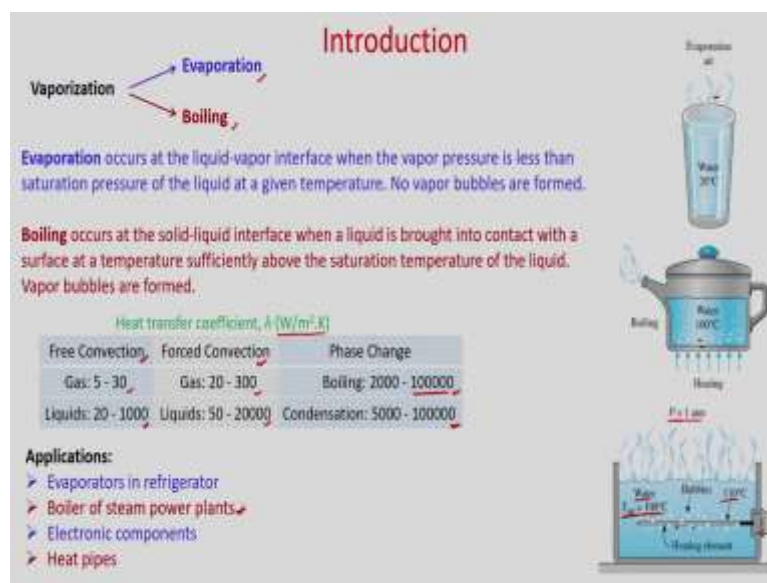 Introduction
Vaporization
Evaporation
Boiling
Evaporation occurs at the liquid-vapor interface when the vapor pressure is less than
saturation pressure of the liquid at a given temperature. No vapor bubbles are formed.
Boiling occurs at the solid-liquid interface when a liquid is brought into contact with a
surface at a temperature sufficiently above the saturation temperature of the liquid.
Vapor bubbles are formed.
Heat transfer coefficient, h (W/m².K)
Free Convection Forced Convection Phase Change
Gas: 5 - 30 Gas: 20 - 300 Boiling: 2000 - 100000
Liquids: 20 - 1000 Liquids: 50 - 20000 Condensation: 5000 - 100000
Applications:
➢ Evaporators in refrigerator
➢ Boiler of steam power plants
➢ Electronic components
➢ Heat pipes
Evaporation
air
Water
20°C
Boiling
Water
100°C
Heating
P = 1 atm
Water
Bubbles
110°C
= 100°C
Heating element